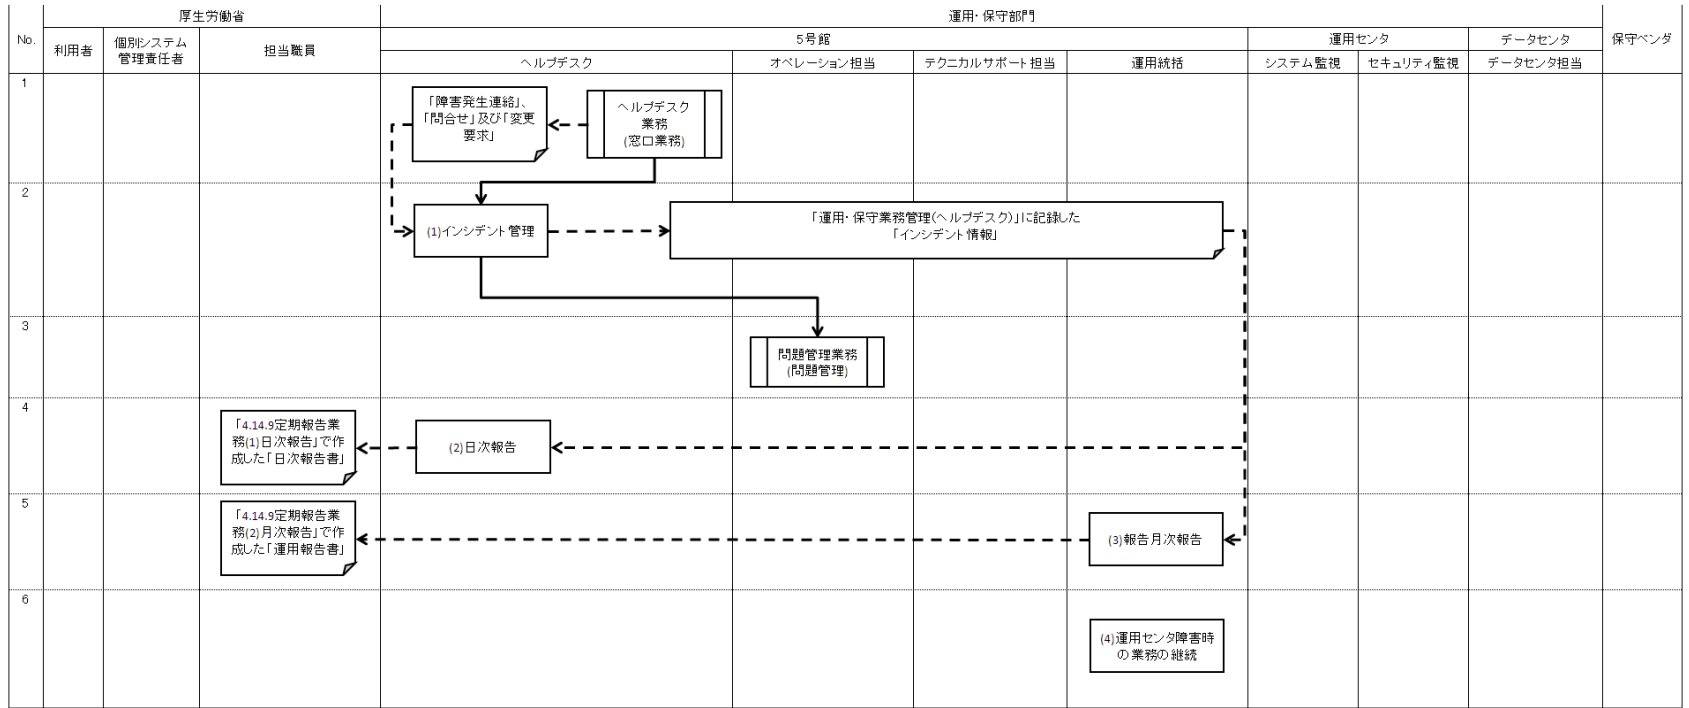 No.
厚生労働省
運用・保守部門
保守ベンダ
利用者
個別システム
管理責任者
担当職員
5号館
運用センタ
データセンタ
ヘルプデスク
オペレーション担当
テクニカルサポート担当
運用統括
システム監視
セキュリティ監視
データセンタ担当
1
「障害発生連絡」、
「問合せ」及び「変更
要求」
ヘルプデスク
業務
(窓口業務)
2
(1)インシデント管理
「運用・保守業務管理(ヘルプデスク)」に記録した
「インシデント情報」
3
問題管理業務
(問題管理)
4
「4.14.9定期報告業
務(1)日次報告」で作
成した「日次報告書」
(2)日次報告
5
「4.14.9定期報告業
務(2)月次報告」で作
成した「運用報告書」
(3)報告月次報告
6
(4)運用センタ障害時
の業務の継続